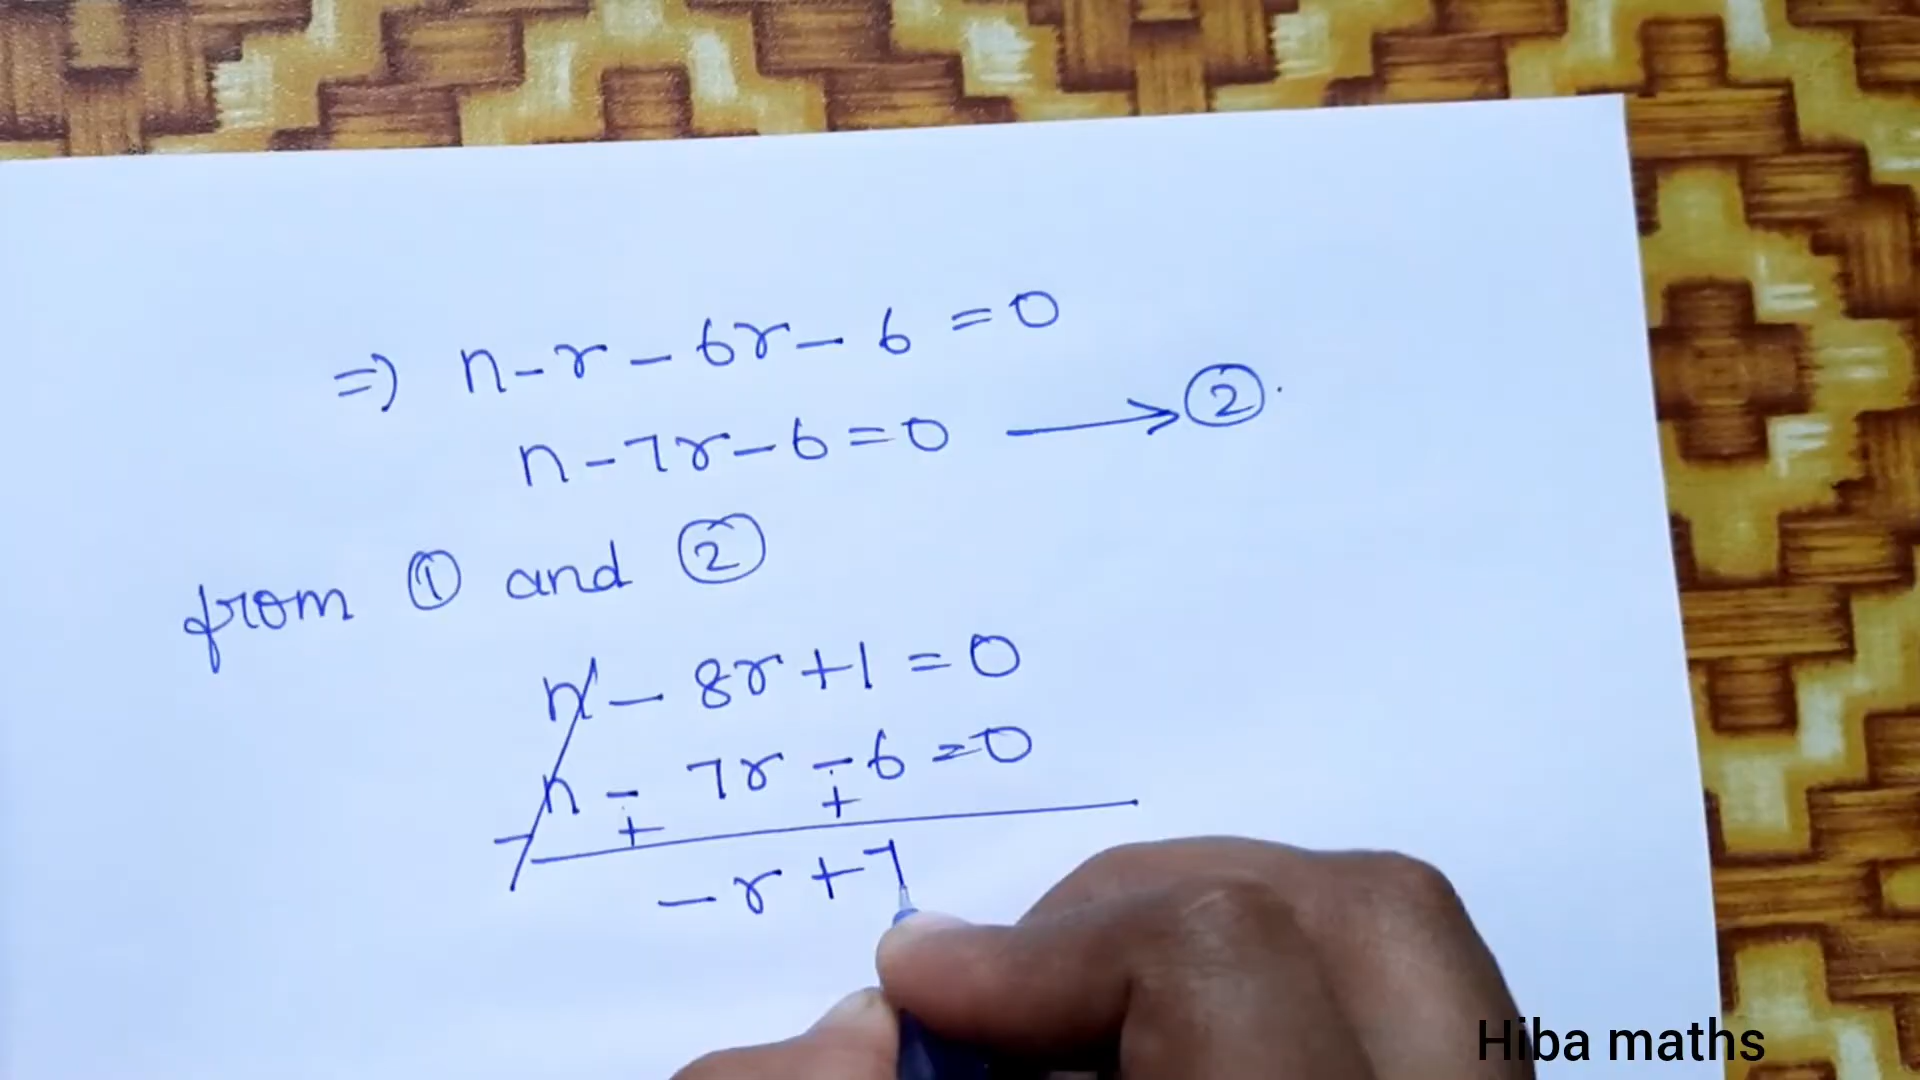 =) n - r - 6r - 6 = 0
n - 7r - 6 = 0 → ②.
from ① and ②
n - 8r + 1 = 0
n - 7r - 6 = 0
- + +
- r + 7
Hiba maths